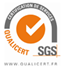 CERTIFICATION DE SERVICES
QUALICERT
SGS
WWW.QUALICERT.FR